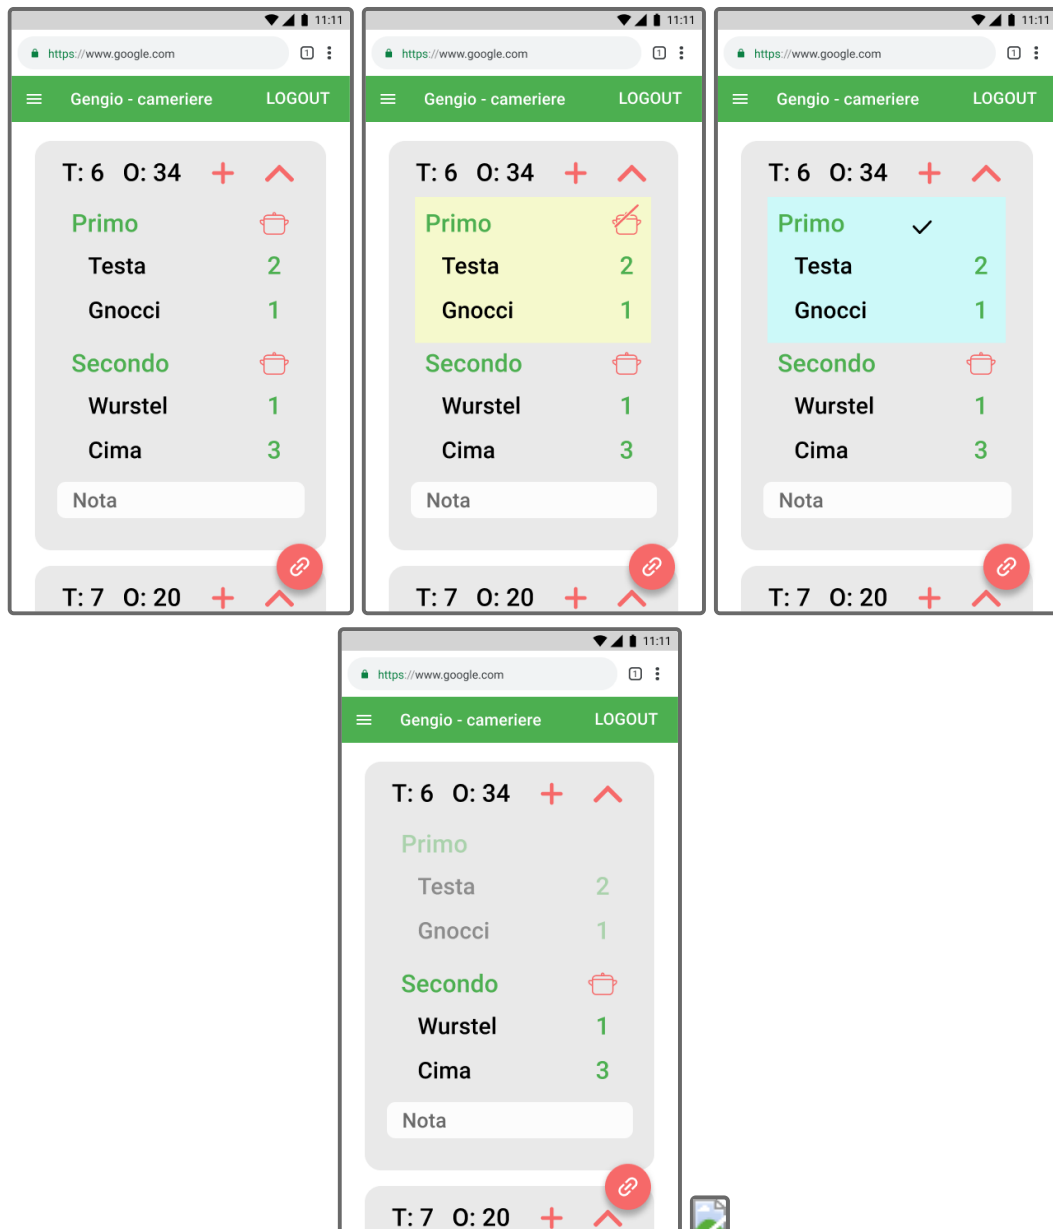 11:11
https://www.google.com 1
Gengio - cameriere LOGOUT
T: 6 O: 34 +
Primo
Testa 2
Gnocci 1
Secondo
Wurstel 1
Cima 3
Nota
T: 7 O: 20 +
11:11
https://www.google.com 1
Gengio - cameriere LOGOUT
T: 6 O: 34 +
Primo
Testa 2
Gnocci 1
Secondo
Wurstel 1
Cima 3
Nota
T: 7 O: 20 +
11:11
https://www.google.com 1
Gengio - cameriere LOGOUT
T: 6 O: 34 +
Primo
Testa 2
Gnocci 1
Secondo
Wurstel 1
Cima 3
Nota
T: 7 O: 20 +
11:11
https://www.google.com 1
Gengio - cameriere LOGOUT
T: 6 O: 34 +
Primo
Testa 2
Gnocci 1
Secondo
Wurstel 1
Cima 3
Nota
T: 7 O: 20 +